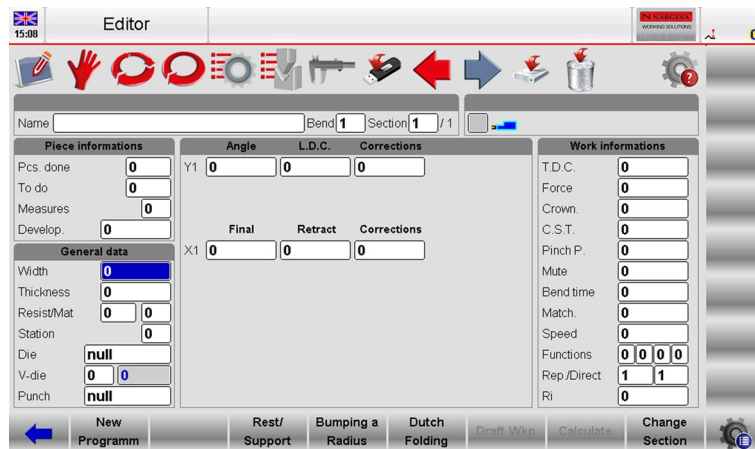 15:08
Editor
NARGESA
WORKING SOLUTIONS
Name Bend 1 Section 1 / 1
Piece informations
Pcs. done 0
To do 0
Measures 0
Develop. 0
General data
Width 0
Thickness 0
Resist/Mat 0 0
Station 0
Die null
V-die 0 0
Punch null
Angle L.D.C. Corrections
Y1 0 0 0
Final Retract Corrections
X1 0 0 0
Work informations
T.D.C. 0
Force 0
Crown. 0
C.S.T. 0
Pinch P. 0
Mute 0
Bend time 0
Match. 0
Speed 0
Functions 0 0 0 0
Rep./Direct 1 1
Ri 0
New
Programm
Rest/
Support
Bumping a
Radius
Dutch
Folding
Draft Wkp
Calculate
Change
Section